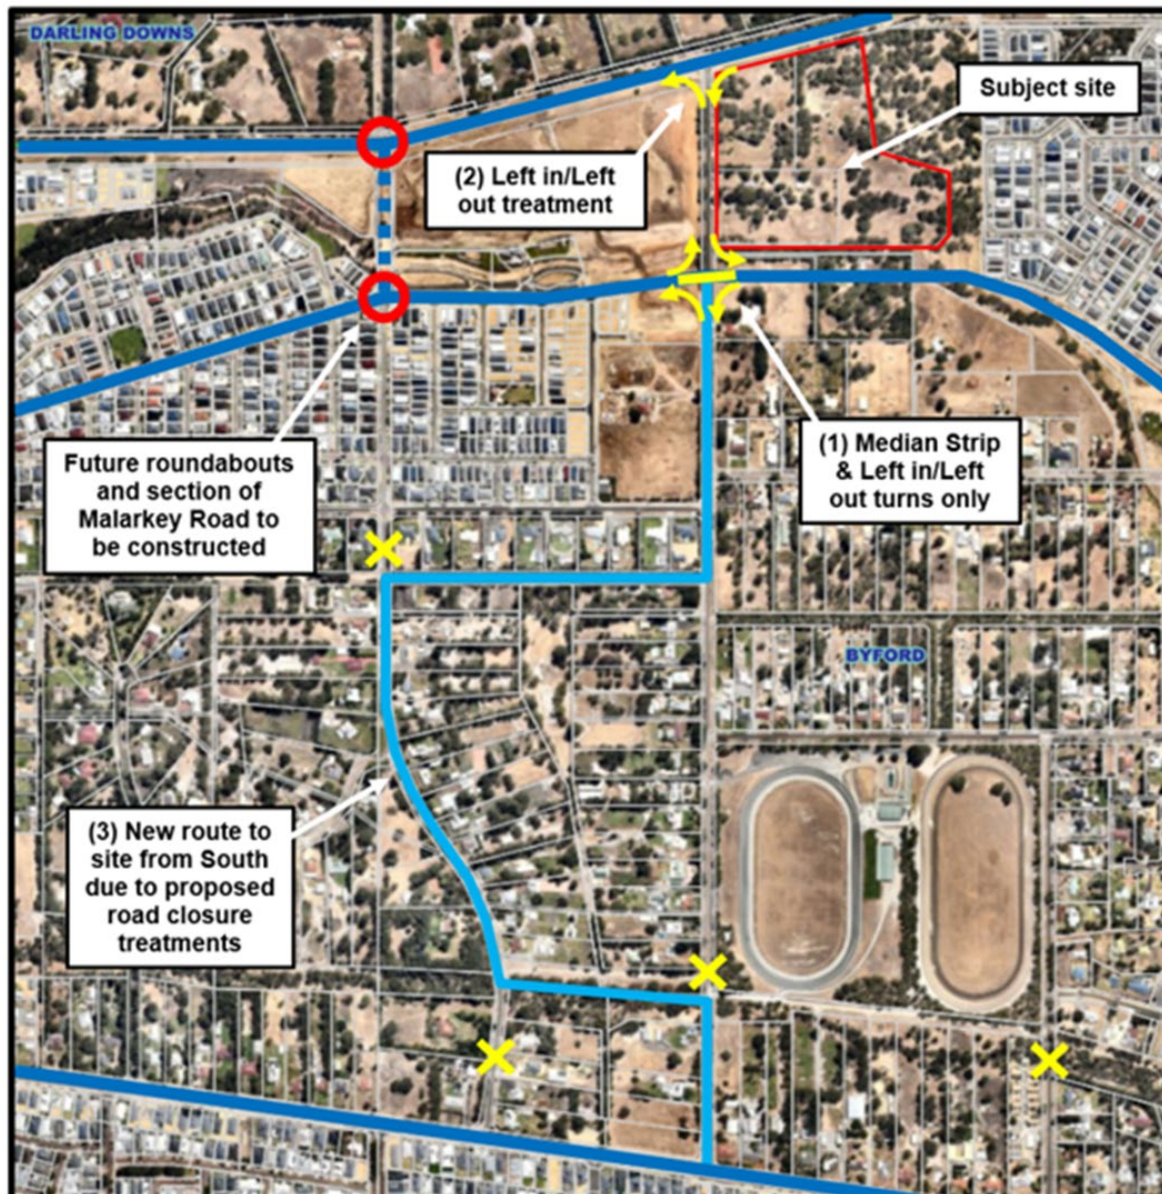 DARLING DOWNS
Subject site
(2) Left in/Left
out treatment
(1) Median Strip
& Left in/Left
out turns only
Future roundabouts
and section of
Malarkey Road to
be constructed
BYFORD
(3) New route to
site from South
due to proposed
road closure
treatments